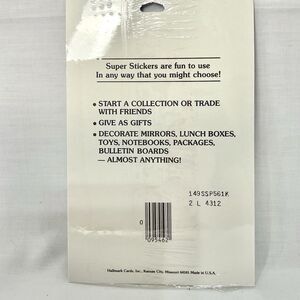 Super Stickers are fun to use
In any way that you might choose!
• START A COLLECTION OR TRADE
WITH FRIENDS
• GIVE AS GIFTS
• DECORATE MIRRORS, LUNCH BOXES,
TOYS, NOTEBOOKS, PACKAGES,
BULLETIN BOARDS
— ALMOST ANYTHING!
149SSP561K
2 L 4312
0
095462
Hallmark Cards, Inc., Kansas City, Missouri 64141 Made in U.S.A.